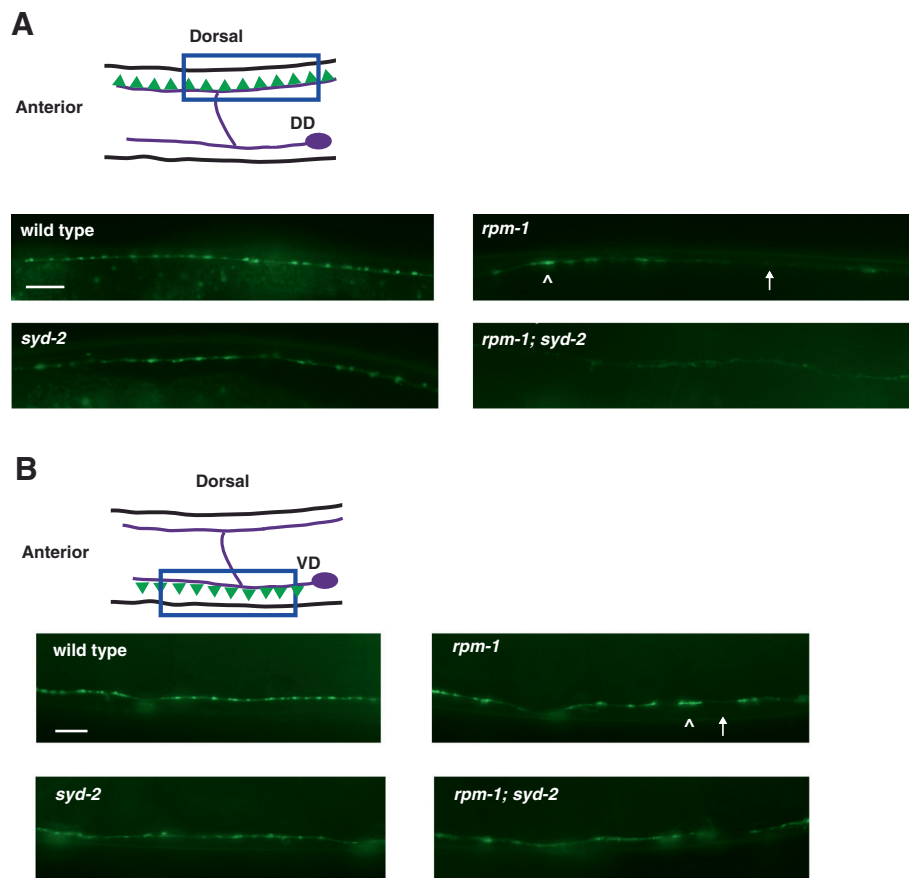 A
Dorsal
Anterior
DD
wild type
rpm-1
^
syd-2
rpm-1; syd-2
B
Dorsal
Anterior
VD
wild type
rpm-1
^
syd-2
rpm-1; syd-2